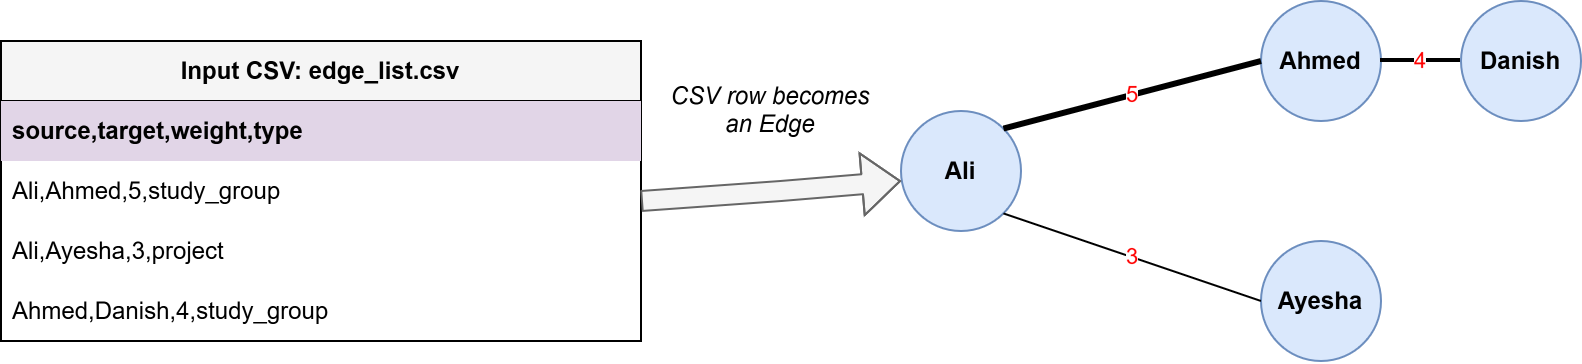 Input CSV: edge_list.csv
source,target,weight,type
Ali,Ahmed,5,study_group
Ali,Ayesha,3,project
Ahmed,Danish,4,study_group
CSV row becomes
an Edge
Ali
5
Ahmed
4
Danish
3
Ayesha